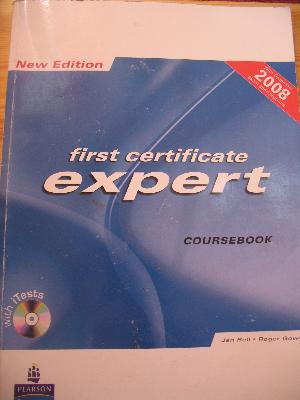 New Edition
2008
first certificate
expert
COURSEBOOK
with iTests
Jan Bell • Roger Gower
PEARSON